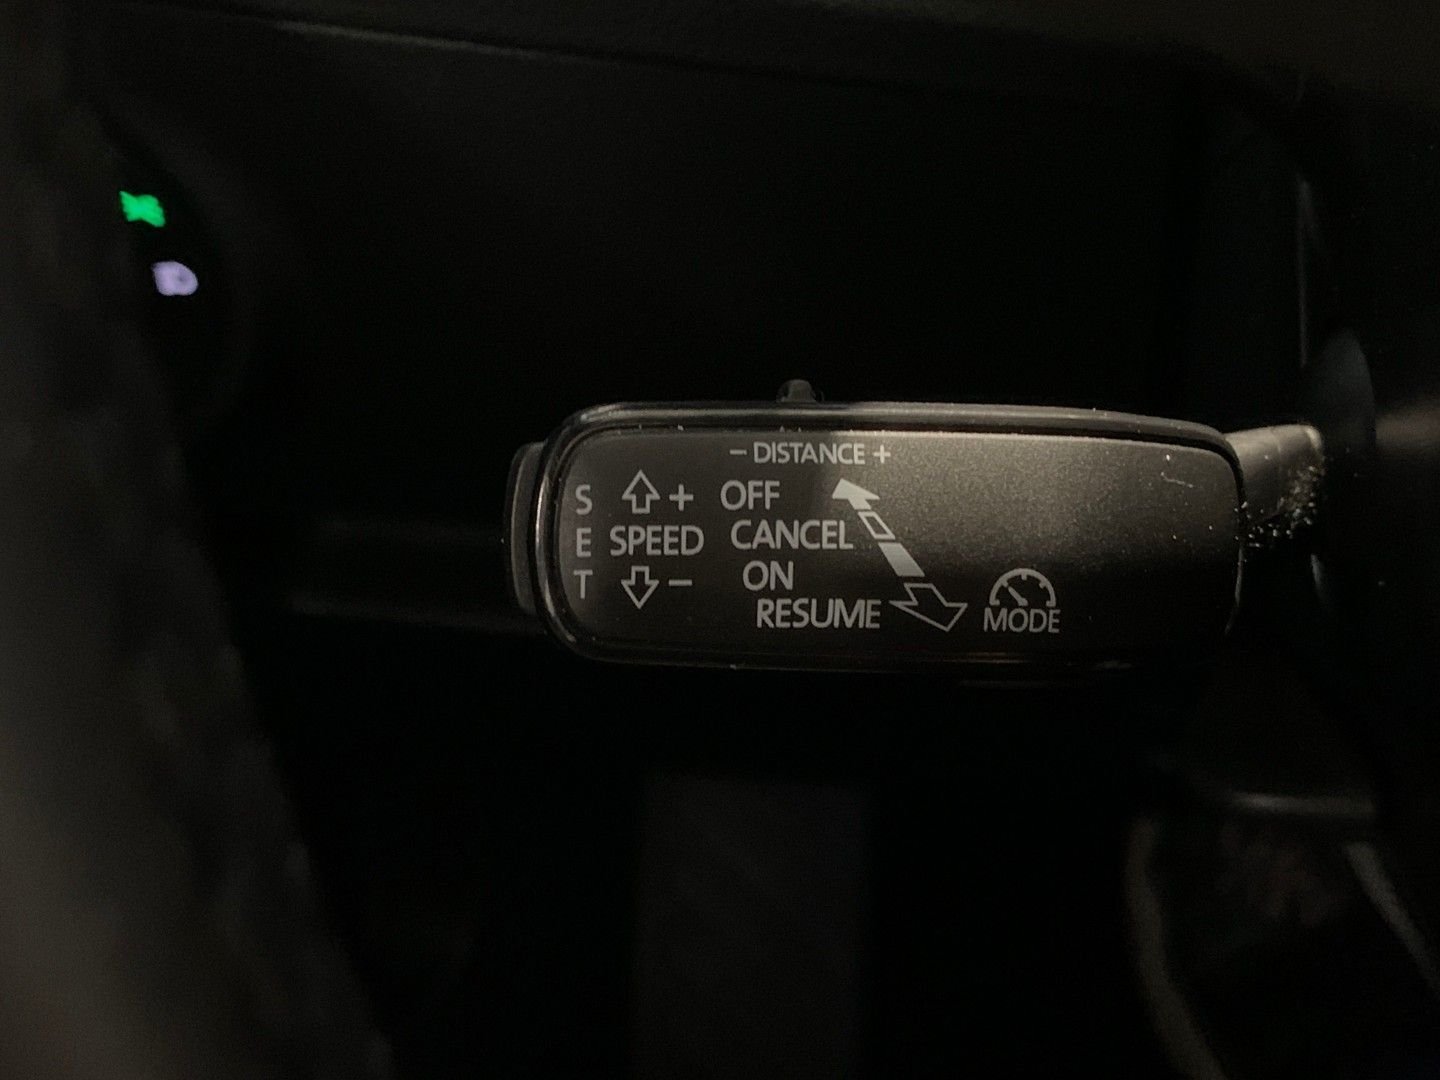 - DISTANCE +
S + OFF
E SPEED CANCEL
T - ON
RESUME
MODE